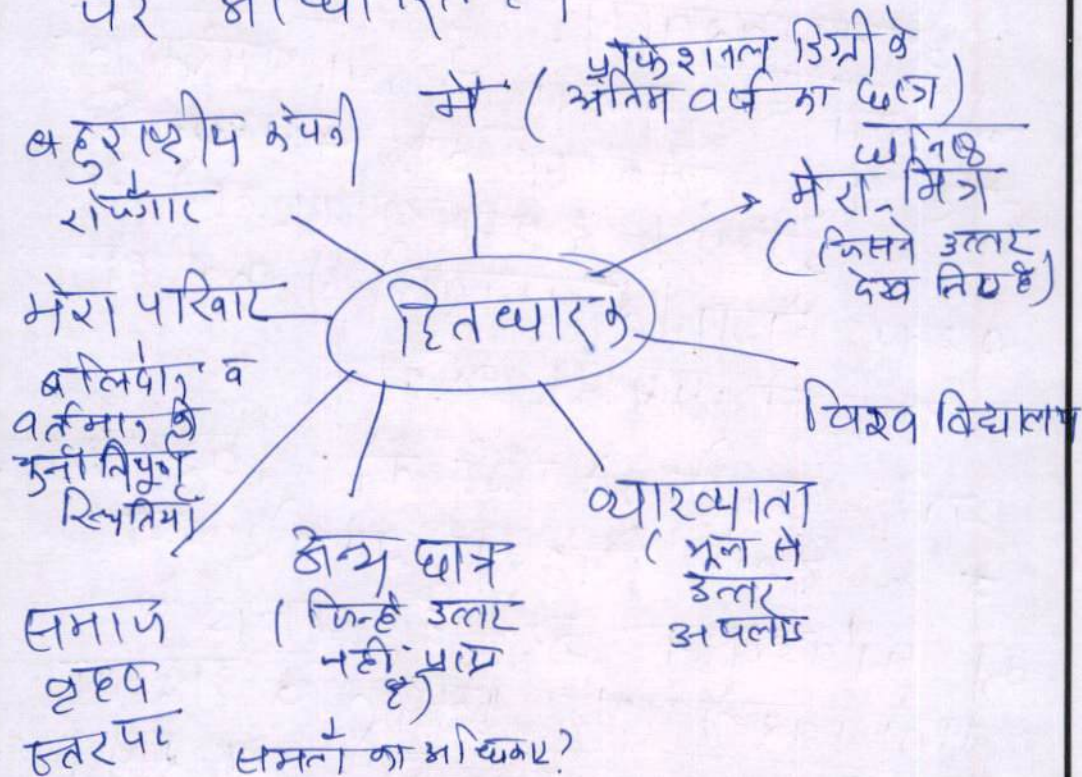 पर
मैं ( प्रोफेशनल डिग्री के
अंतिम वर्ष का छात्र)
बहुराष्ट्रीय कंपनी
↓
रोजगार
घनिष्ठ
मेरा मित्र
(जिसने उत्तर
देख लिया है)
मेरा परिवार
बलिदान व
वर्तमान की
चुनौतिपूर्ण
स्थितियां
हितधारक
विश्व विद्यालय
व्याख्याता
( भूल से
उत्तर
अपलोड
अन्य छात्र
( जिन्हे उत्तर
नहीं प्राप्त
है)
↓
समता का अधिकार?
समाज
वृहद
स्तर पर